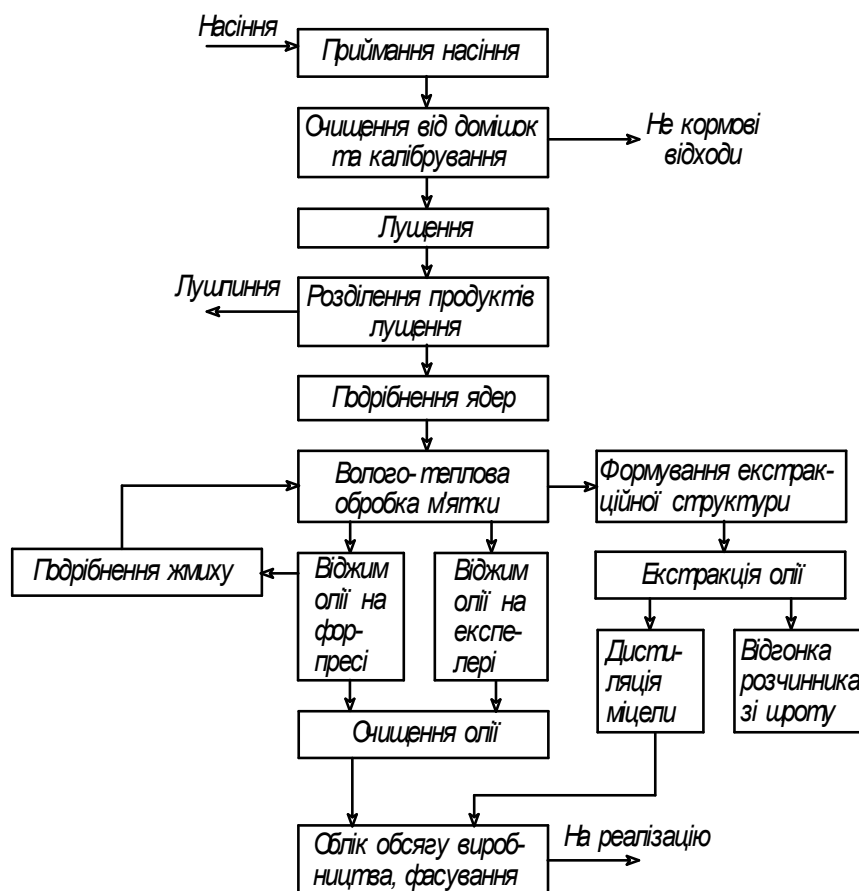 Насіння
Приймання насіння
Очищення від домішок
та калібрування
Не кормові
відходи
Лущення
Лушпиння
Розділення продуктів
лущення
Подрібнення ядер
Волого-теплова
обробка м'ятки
Формування екстрак-
ційної структури
Подрібнення жмиху
Віджим
олії на
фор-
пресі
Віджим
олії на
експе-
лері
Екстракція олії
Дисти-
ляція
міцели
Відгонка
розчинника
зі шроту
Очищення олії
Облік обсягу вироб-
ництва, фасування
На реалізацію